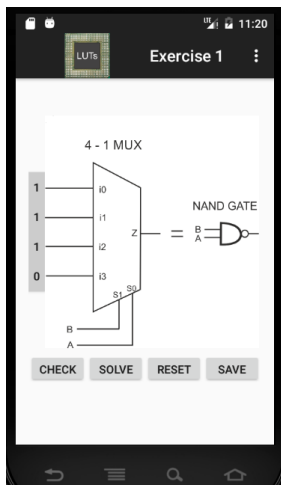 LTE 11:20
LUTs Exercise 1
4 - 1 MUX
1 i0
NAND GATE
1 i1
Z = B
A
1 i2
0 i3
S1 S0
B
A
CHECK SOLVE RESET SAVE